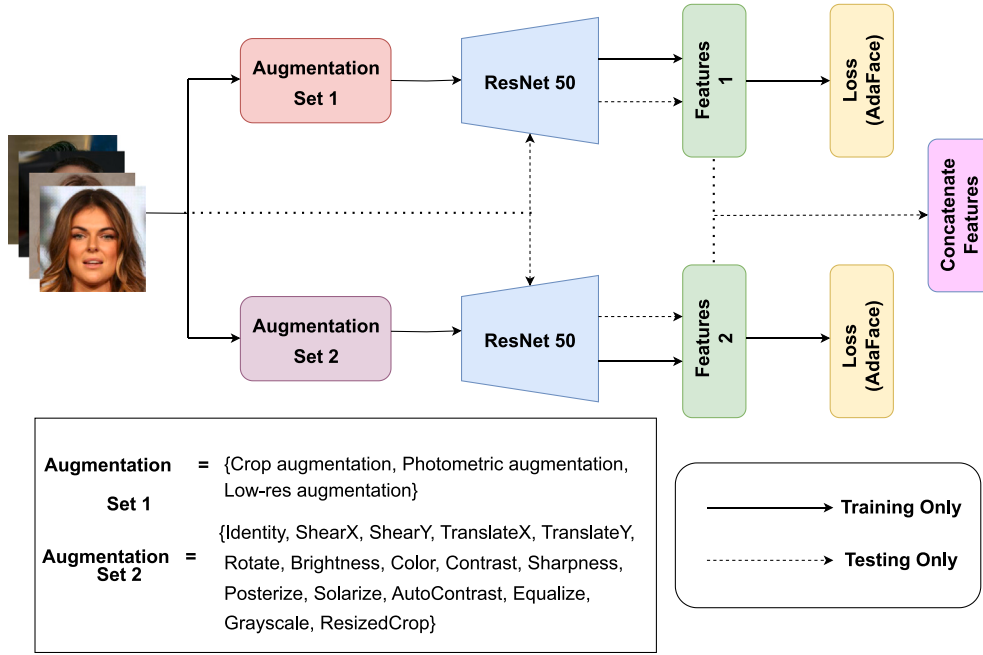 Augmentation
Set 1
ResNet 50
Features
1
Loss
(AdaFace)
Concatenate
Features
Augmentation
Set 2
ResNet 50
Features
2
Loss
(AdaFace)
Augmentation = {Crop augmentation, Photometric augmentation,
Set 1 Low-res augmentation}
Augmentation = {Identity, ShearX, ShearY, TranslateX, TranslateY,
Set 2 Rotate, Brightness, Color, Contrast, Sharpness,
Posterize, Solarize, AutoContrast, Equalize,
Grayscale, ResizedCrop}
Training Only
Testing Only